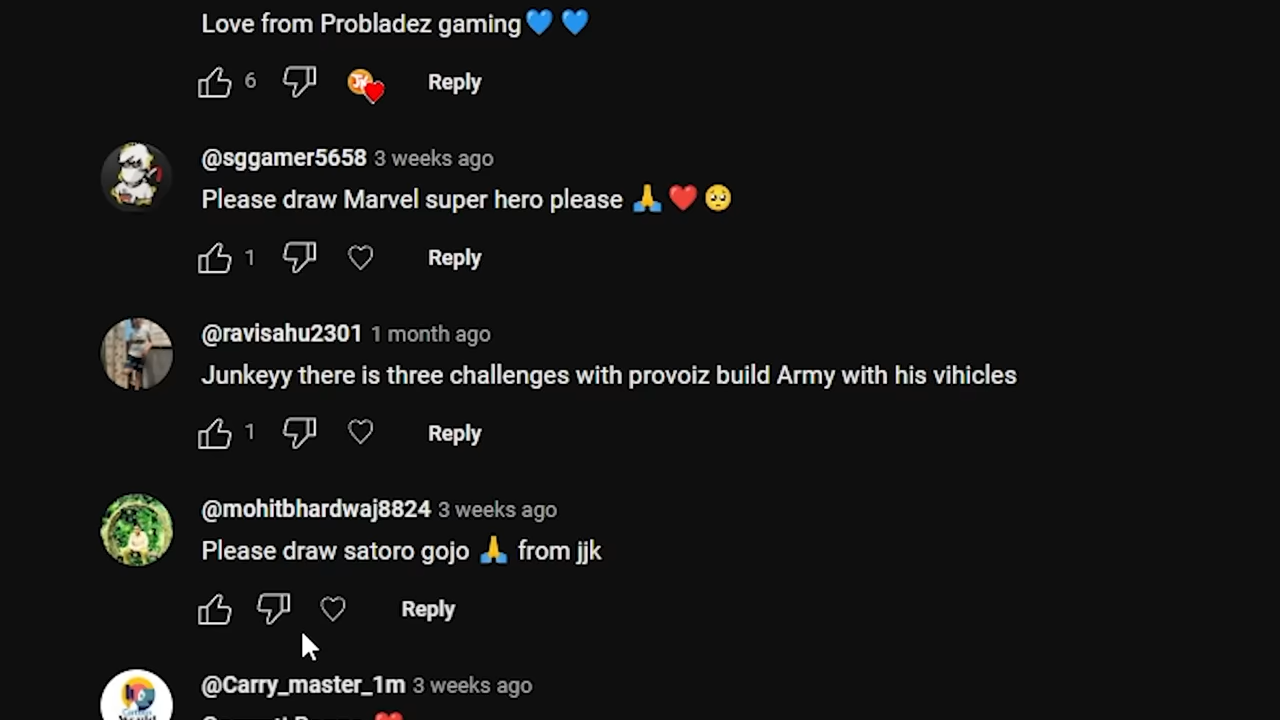 Love from Probladez gaming💙 💙
6 Reply
@sggamer5658 3 weeks ago
Please draw Marvel super hero please 🙏❤️🥺
1 Reply
@ravisahu2301 1 month ago
Junkeyy there is three challenges with provoiz build Army with his vihicles
1 Reply
@mohitbhardwaj8824 3 weeks ago
Please draw satoro gojo 🙏 from jjk
Reply
@Carry_master_1m 3 weeks ago